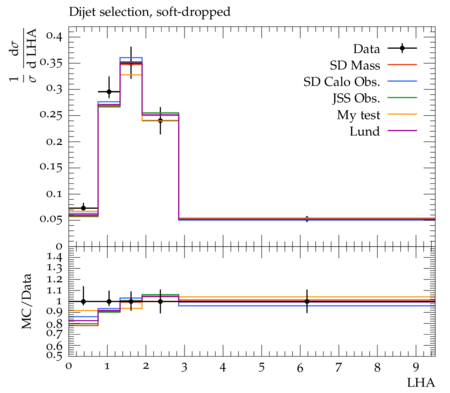 Dijet selection, soft-dropped
1/σ dσ/d LHA
0.4
0.35
0.3
0.25
0.2
0.15
0.1
0.05
0
Data
SD Mass
SD Calo Obs.
JSS Obs.
My test
Lund
MC/Data
1.4
1.3
1.2
1.1
1
0.9
0.8
0.7
0.6
0.5
0 1 2 3 4 5 6 7 8 9
LHA